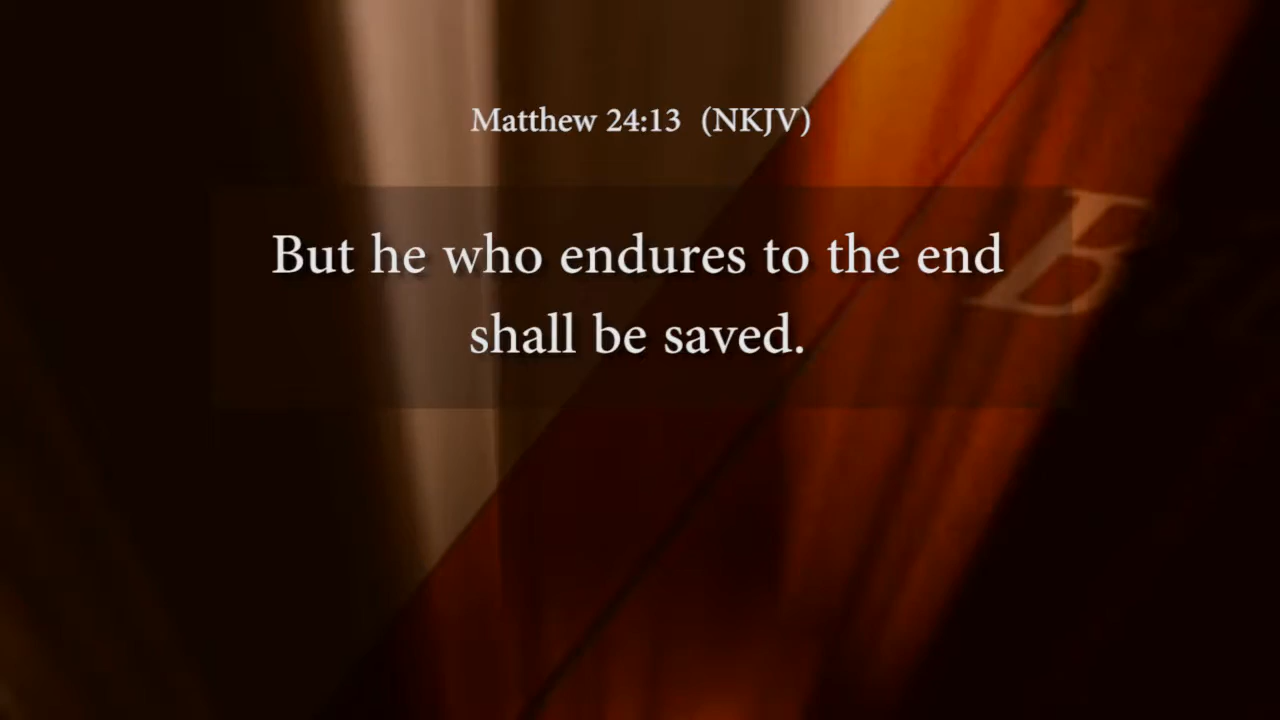 Matthew 24:13 (NKJV)
But he who endures to the end
shall be saved.
B